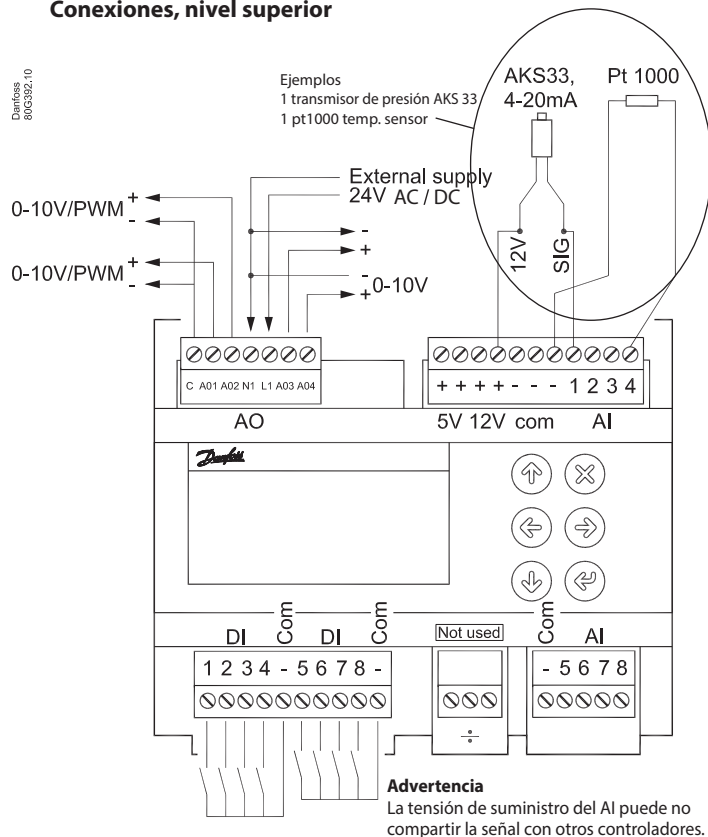 Conexiones, nivel superior
Danfoss
80G392.10
Ejemplos
1 transmisor de presión AKS 33
1 pt1000 temp. sensor
AKS33,
4-20mA
Pt 1000
External supply
24V AC / DC
0-10V/PWM
+
-
0-10V/PWM
+
-
-
+
-
+
0-10V
12V
SIG
C A01 A02 N1 L1 A03 A04
+ + + + - - - 1 2 3 4
AO
5V 12V com AI
Danfoss
DI Com DI Com
Not used
Com AI
1 2 3 4 - 5 6 7 8 -
- 5 6 7 8
÷
Advertencia
La tensión de suministro del AI puede no
compartir la señal con otros controladores.